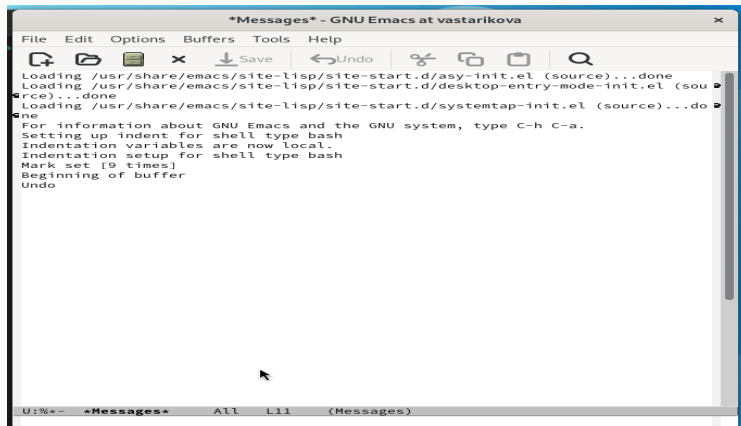 *Messages* - GNU Emacs at vastarikova
File Edit Options Buffers Tools Help
Save Undo
Loading /usr/share/emacs/site-lisp/site-start.d/asy-init.el (source)...done
Loading /usr/share/emacs/site-lisp/site-start.d/desktop-entry-mode-init.el (sou
rce)...done
Loading /usr/share/emacs/site-lisp/site-start.d/systemtap-init.el (source)...do
ne
For information about GNU Emacs and the GNU system, type C-h C-a.
Setting up indent for shell type bash
Indentation variables are now local.
Indentation setup for shell type bash
Mark set [9 times]
Beginning of buffer
Undo
U:%*- *Messages* All L11 (Messages)